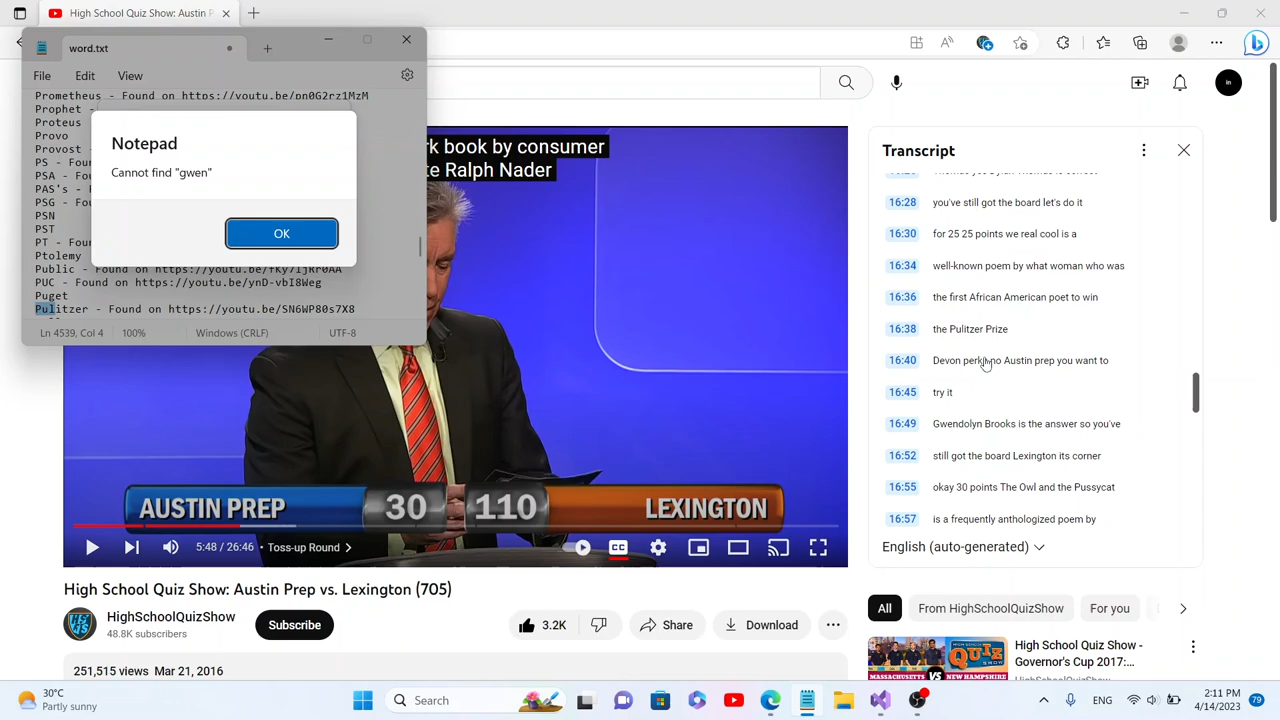 High School Quiz Show: Austin P
word.txt
File Edit View
Prometheus - Found on https://youtu.be/pn0G2rz1MzM
Prophet -
Proteus
Provo
Provost
PS - Fou
PSA -
PAS's -
PSG - Fo
PSN
PST
PT - Fou
Ptolemy
Public - Found on
PUC - Found on https://youtu.be/ynD-vbI8Weg
Puget
Pulitzer - Found on https://youtu.be/SN6WP80s7X8
Notepad
Cannot find "gwen"
OK
Ln 4539, Col 4 100% Windows (CRLF) UTF-8
rk book by consumer
te Ralph Nader
AUSTIN PREP 30 110 LEXINGTON
5:48 / 26:46 • Toss-up Round
CC
High School Quiz Show: Austin Prep vs. Lexington (705)
HighSchoolQuizShow
48.8K subscribers
Subscribe
3.2K Share Download
251,515 views Mar 21, 2016
in
Transcript
16:28 you've still got the board let's do it
16:30 for 25 25 points we real cool is a
16:34 well-known poem by what woman who was
16:36 the first African American poet to win
16:38 the Pulitzer Prize
16:40 Devon perkino Austin prep you want to
16:45 try it
16:49 Gwendolyn Brooks is the answer so you've
16:52 still got the board Lexington its corner
16:55 okay 30 points The Owl and the Pussycat
16:57 is a frequently anthologized poem by
English (auto-generated)
All From HighSchoolQuizShow For you
High School Quiz Show -
Governor's Cup 2017:...
QUIZ
MASSACHUSETTS VS NEW HAMPSHIRE
30°C
Partly sunny
Search
ENG
2:11 PM
4/14/2023
79